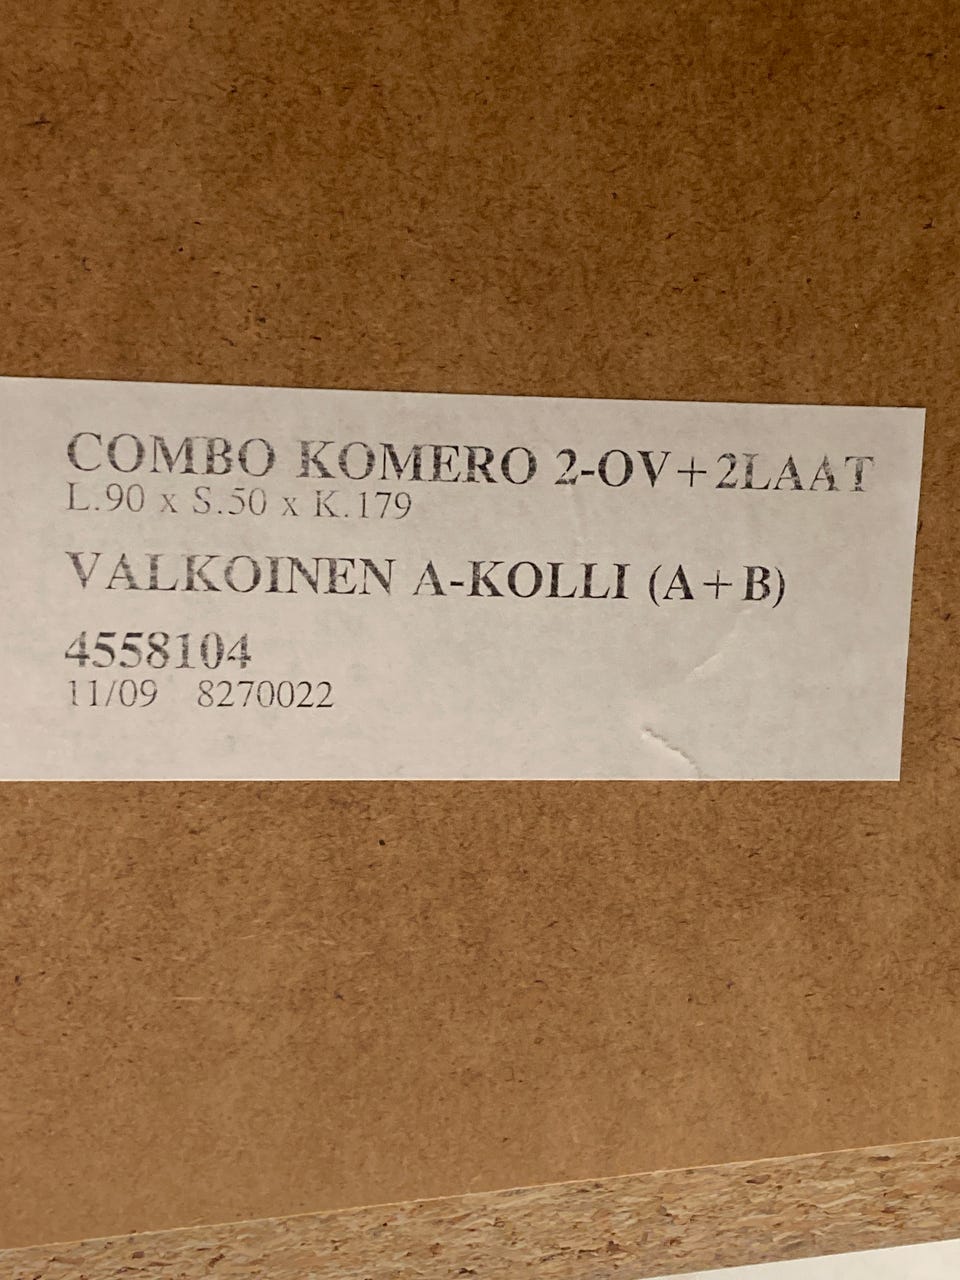 COMBO KOMERO 2-OV+2LAAT
L.90 x S.50 x K.179
VALKOINEN A-KOLLI (A+B)
4558104
11/09 8270022